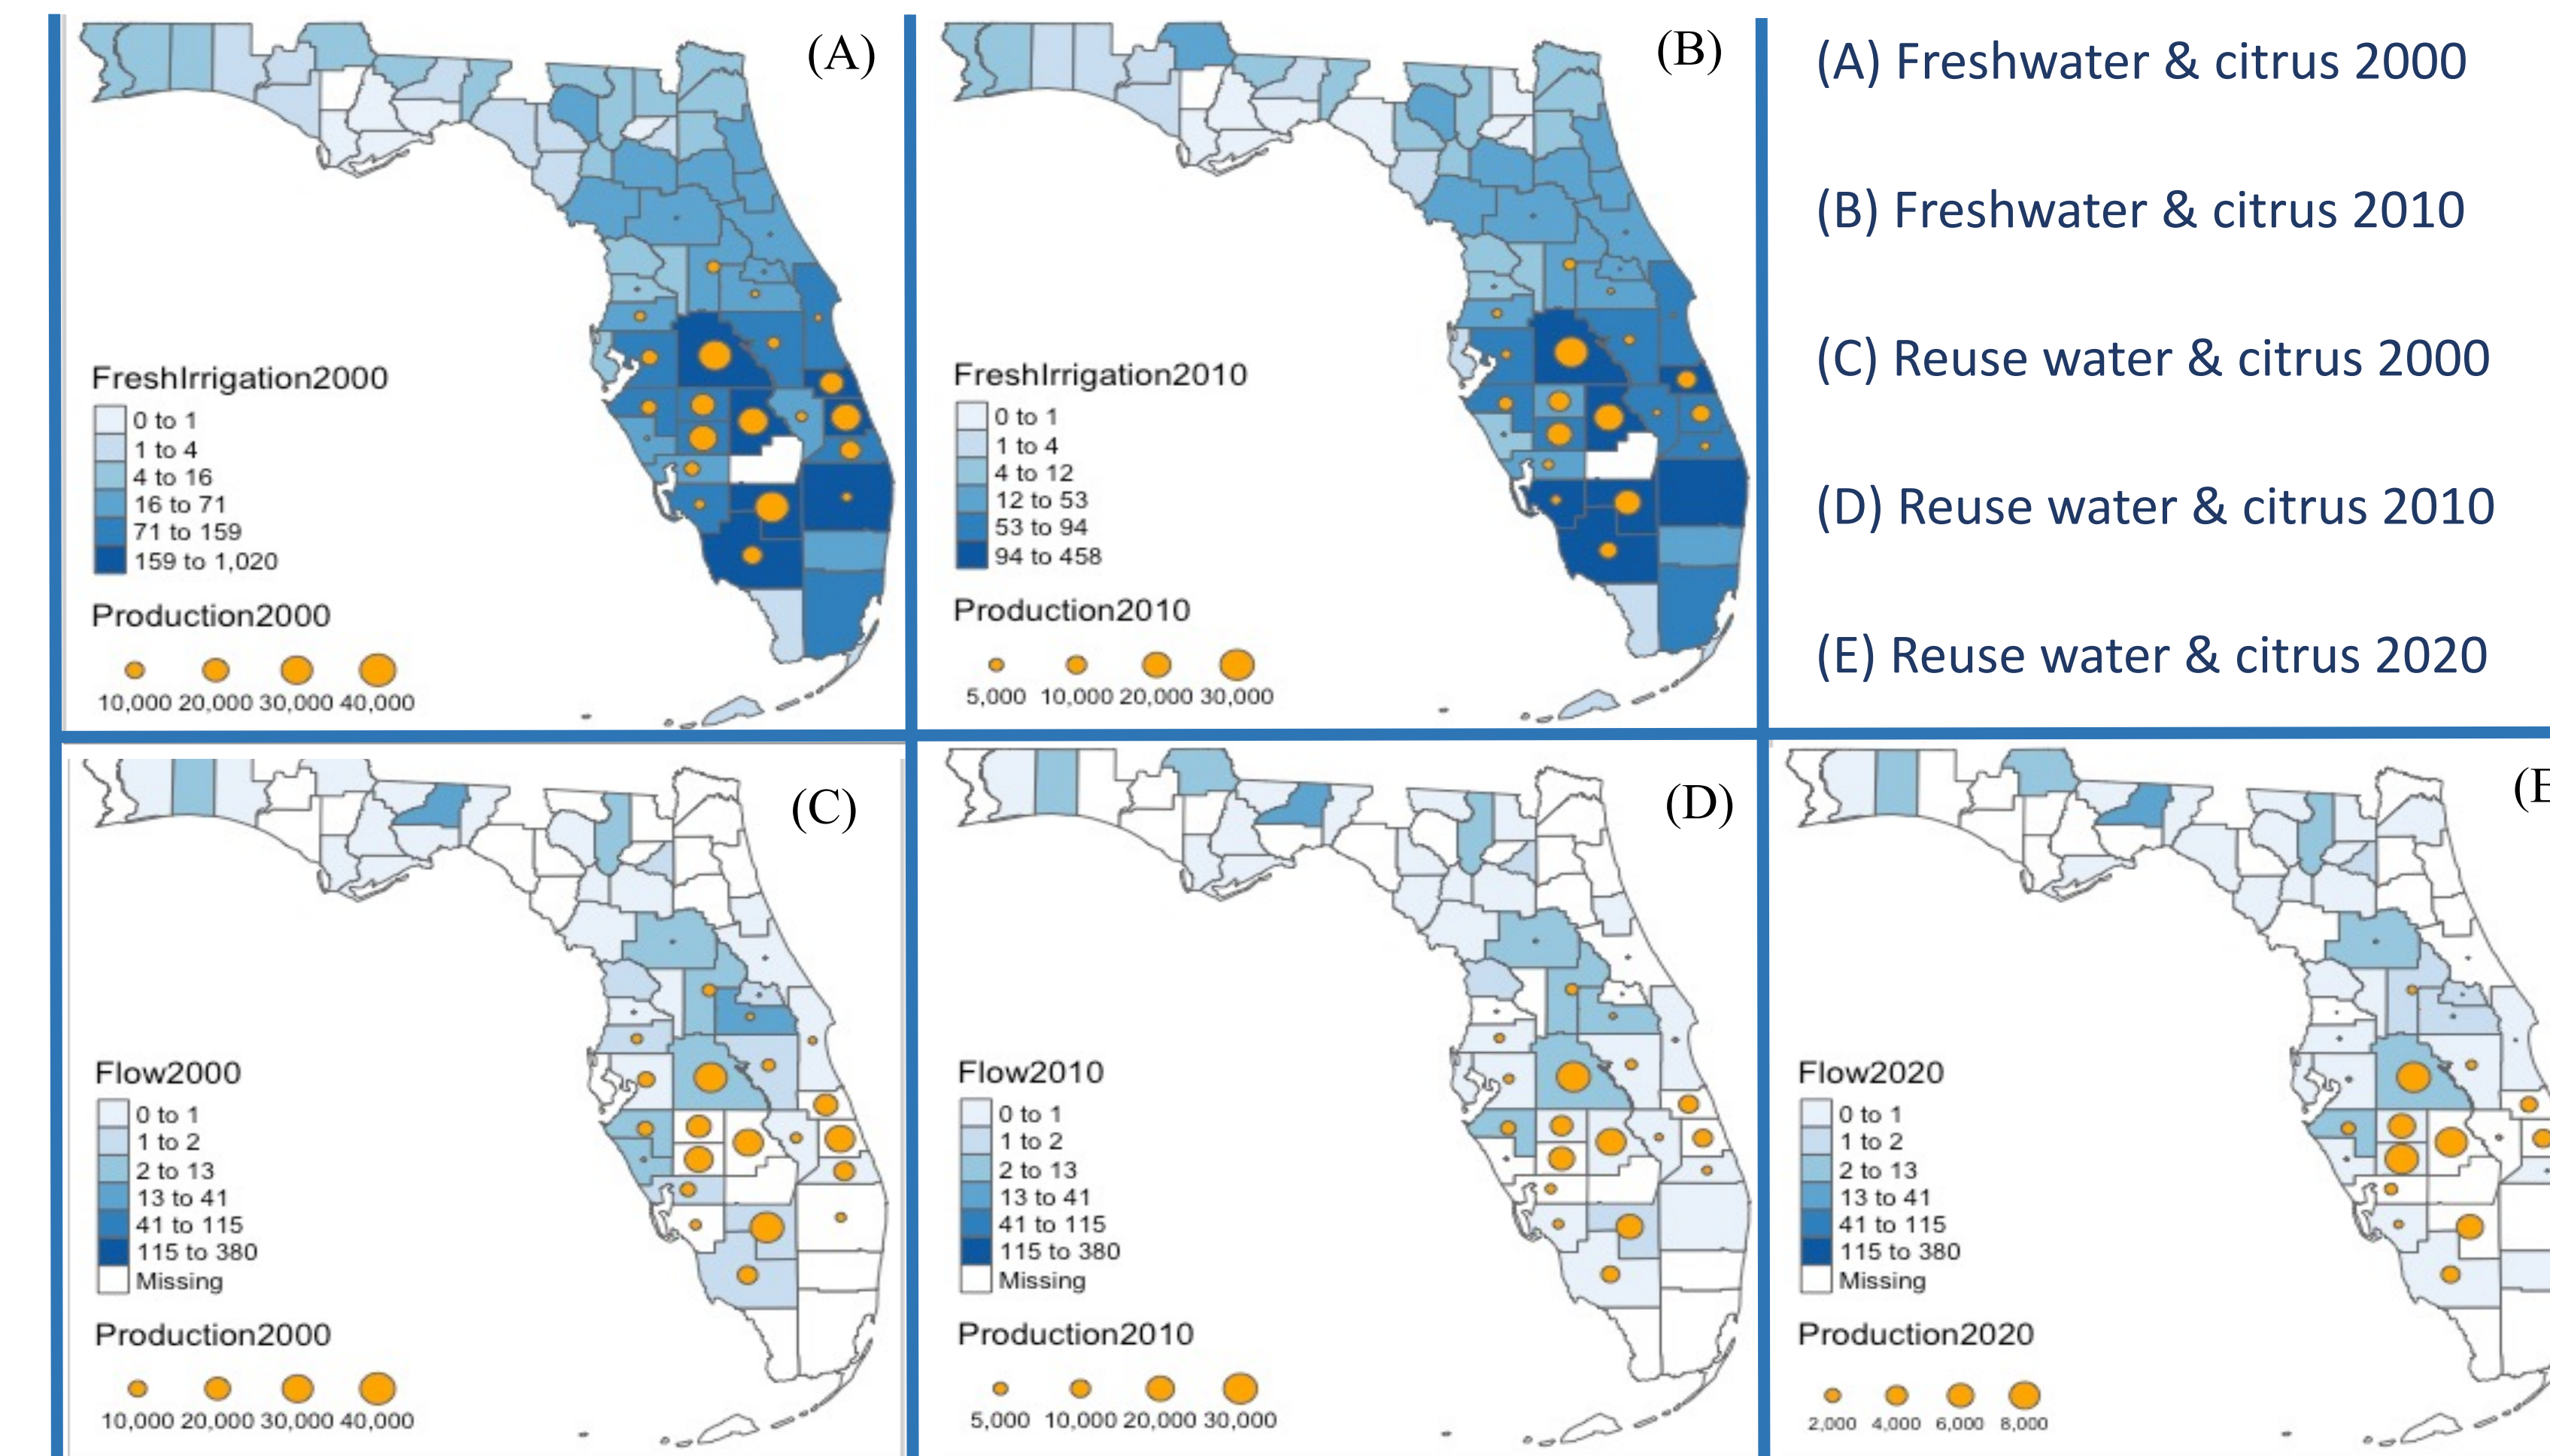 (A)
FreshIrrigation2000
0 to 1
1 to 4
4 to 16
16 to 71
71 to 159
159 to 1,020
Production2000
10,000 20,000 30,000 40,000
(B)
FreshIrrigation2010
0 to 1
1 to 4
4 to 12
12 to 53
53 to 94
94 to 458
Production2010
5,000 10,000 20,000 30,000
(A) Freshwater & citrus 2000
(B) Freshwater & citrus 2010
(C) Reuse water & citrus 2000
(D) Reuse water & citrus 2010
(E) Reuse water & citrus 2020
(C)
Flow2000
0 to 1
1 to 2
2 to 13
13 to 41
41 to 115
115 to 380
Missing
Production2000
10,000 20,000 30,000 40,000
(D)
Flow2010
0 to 1
1 to 2
2 to 13
13 to 41
41 to 115
115 to 380
Missing
Production2010
5,000 10,000 20,000 30,000
(E
Flow2020
0 to 1
1 to 2
2 to 13
13 to 41
41 to 115
115 to 380
Missing
Production2020
2,000 4,000 6,000 8,000